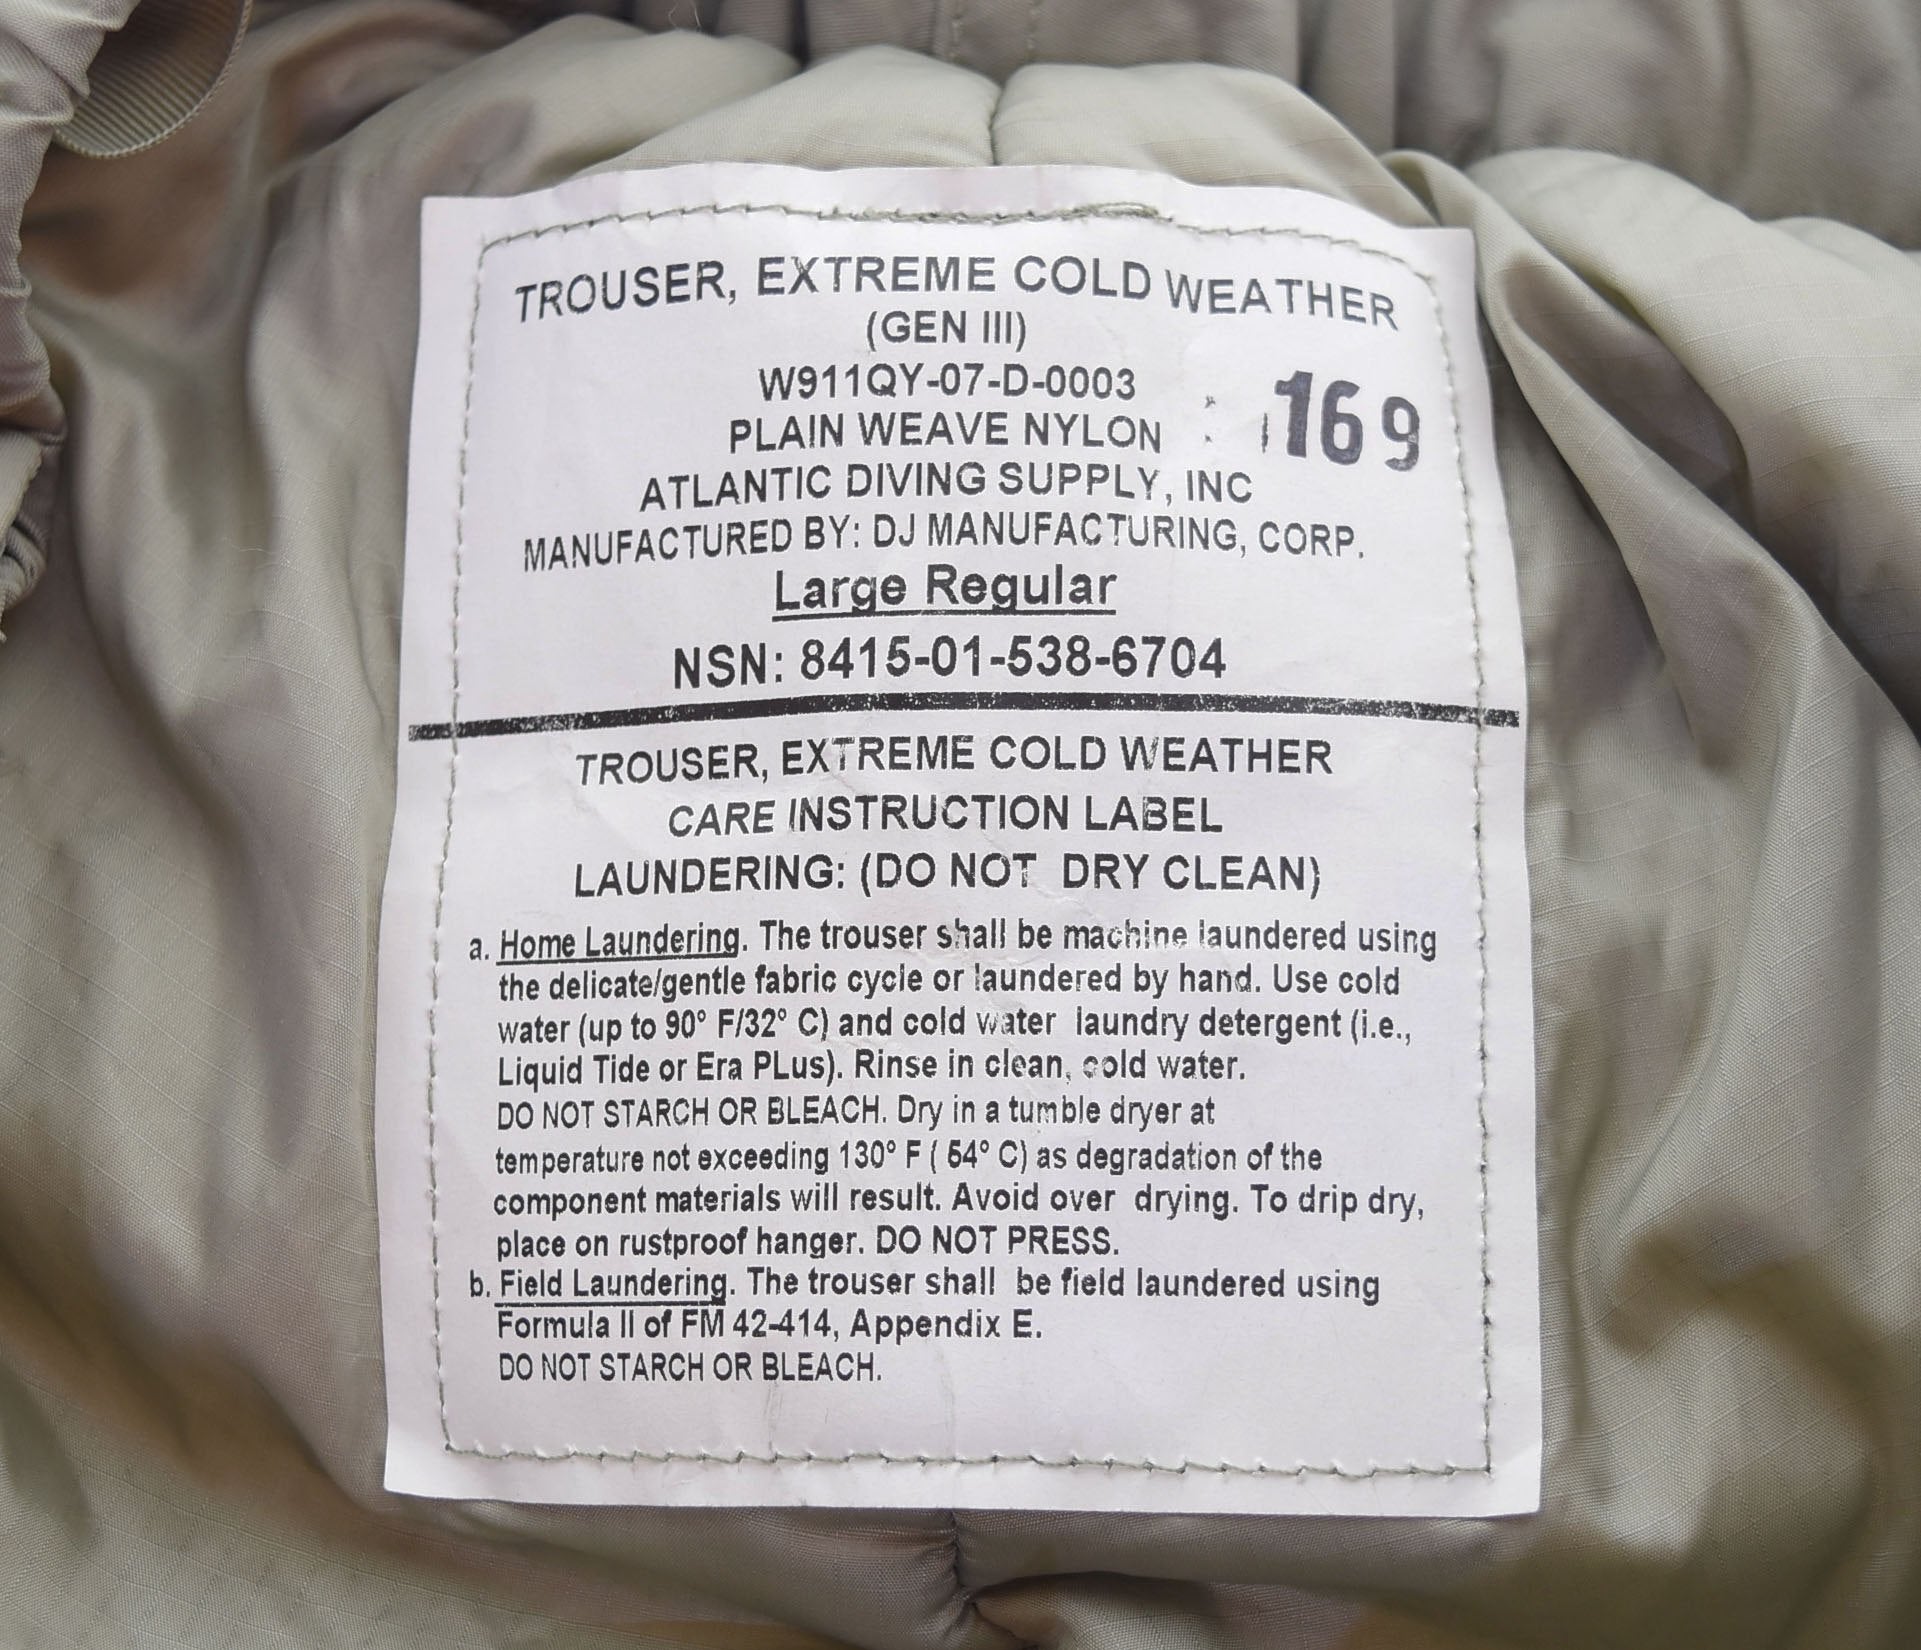 TROUSER, EXTREME COLD WEATHER
(GEN III)
W911QY-07-D-0003
PLAIN WEAVE NYLON
169
ATLANTIC DIVING SUPPLY, INC
MANUFACTURED BY: DJ MANUFACTURING, CORP.
Large Regular
NSN: 8415-01-538-6704
TROUSER, EXTREME COLD WEATHER
CARE INSTRUCTION LABEL
LAUNDERING: (DO NOT DRY CLEAN)
a. Home Laundering. The trouser shall be machine laundered using
the delicate/gentle fabric cycle or laundered by hand. Use cold
water (up to 90° F/32° C) and cold water laundry detergent (i.e.,
Liquid Tide or Era PLus). Rinse in clean, cold water.
DO NOT STARCH OR BLEACH. Dry in a tumble dryer at
temperature not exceeding 130° F ( 54° C) as degradation of the
component materials will result. Avoid over drying. To drip dry,
place on rustproof hanger. DO NOT PRESS.
b. Field Laundering. The trouser shall be field laundered using
Formula II of FM 42-414, Appendix E.
DO NOT STARCH OR BLEACH.